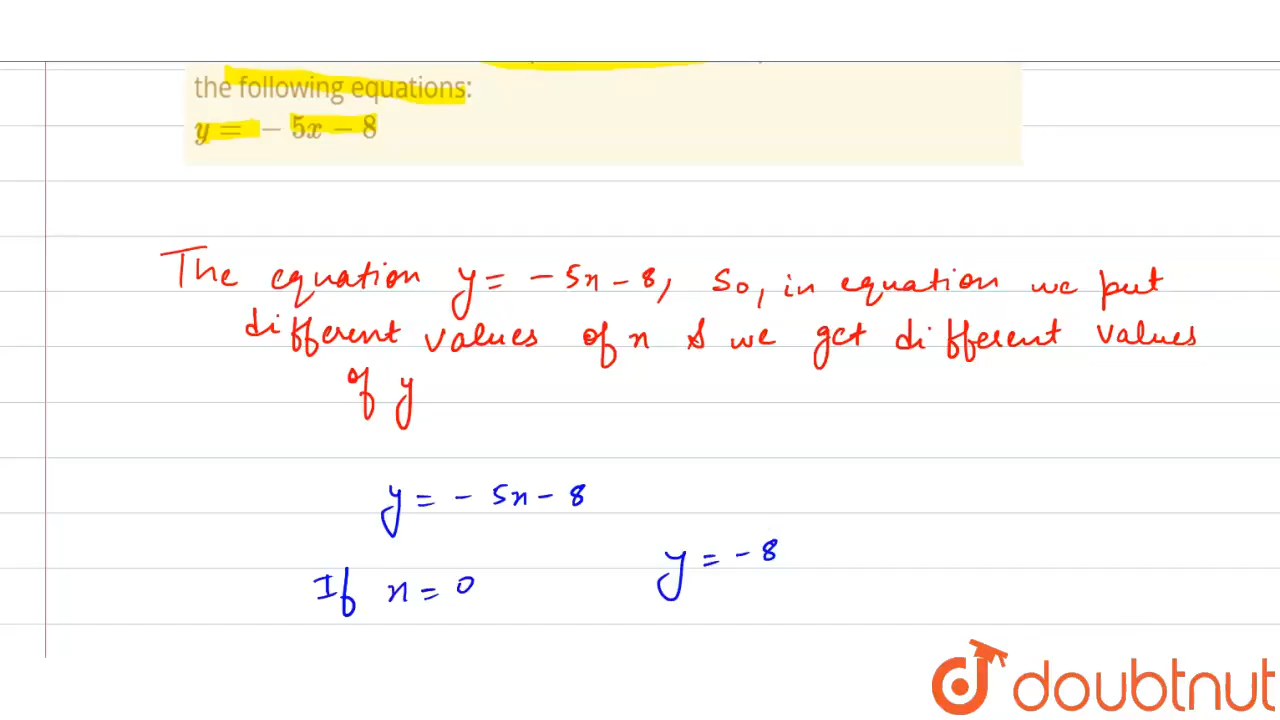 the following equations:
y = − 5x − 8
The equation y = − 5x − 8, So, in equation we put
different values of x & we get different values
of y
y = − 5x − 8
y = − 8
If x = 0
doubtnut